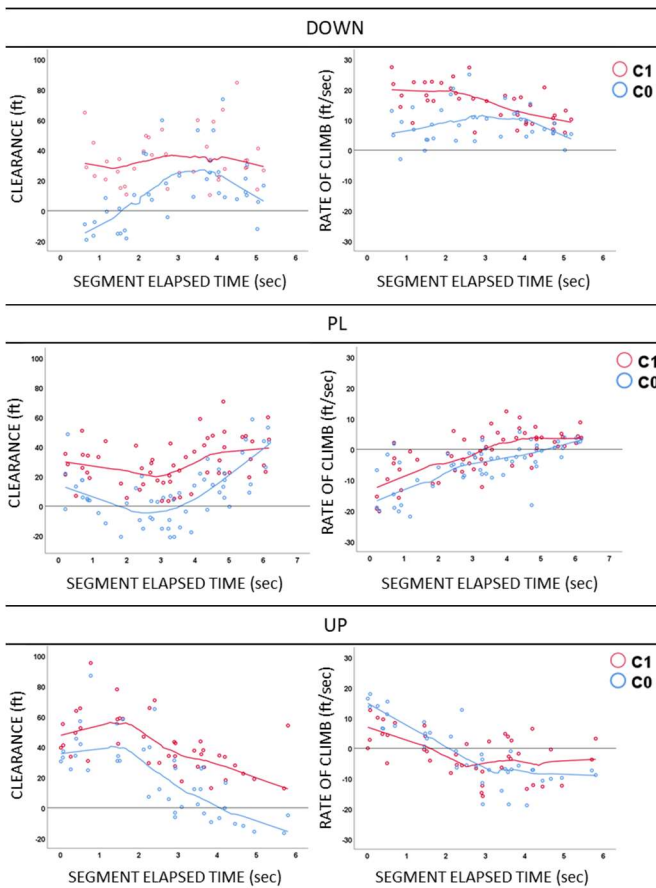 DOWN
CLEARANCE (ft)
100
80
60
40
20
0
-20
0 1 2 3 4 5 6
SEGMENT ELAPSED TIME (sec)
RATE OF CLIMB (ft/sec)
30
20
10
0
-10
-20
-30
0 1 2 3 4 5 6
SEGMENT ELAPSED TIME (sec)
C1
C0
PL
CLEARANCE (ft)
100
80
60
40
20
0
-20
0 1 2 3 4 5 6 7
SEGMENT ELAPSED TIME (sec)
RATE OF CLIMB (ft/sec)
30
20
10
0
-10
-20
-30
0 1 2 3 4 5 6 7
SEGMENT ELAPSED TIME (sec)
C1
C0
UP
CLEARANCE (ft)
100
80
60
40
20
0
-20
0 1 2 3 4 5 6
SEGMENT ELAPSED TIME (sec)
RATE OF CLIMB (ft/sec)
30
20
10
0
-10
-20
-30
0 1 2 3 4 5 6
SEGMENT ELAPSED TIME (sec)
C1
C0